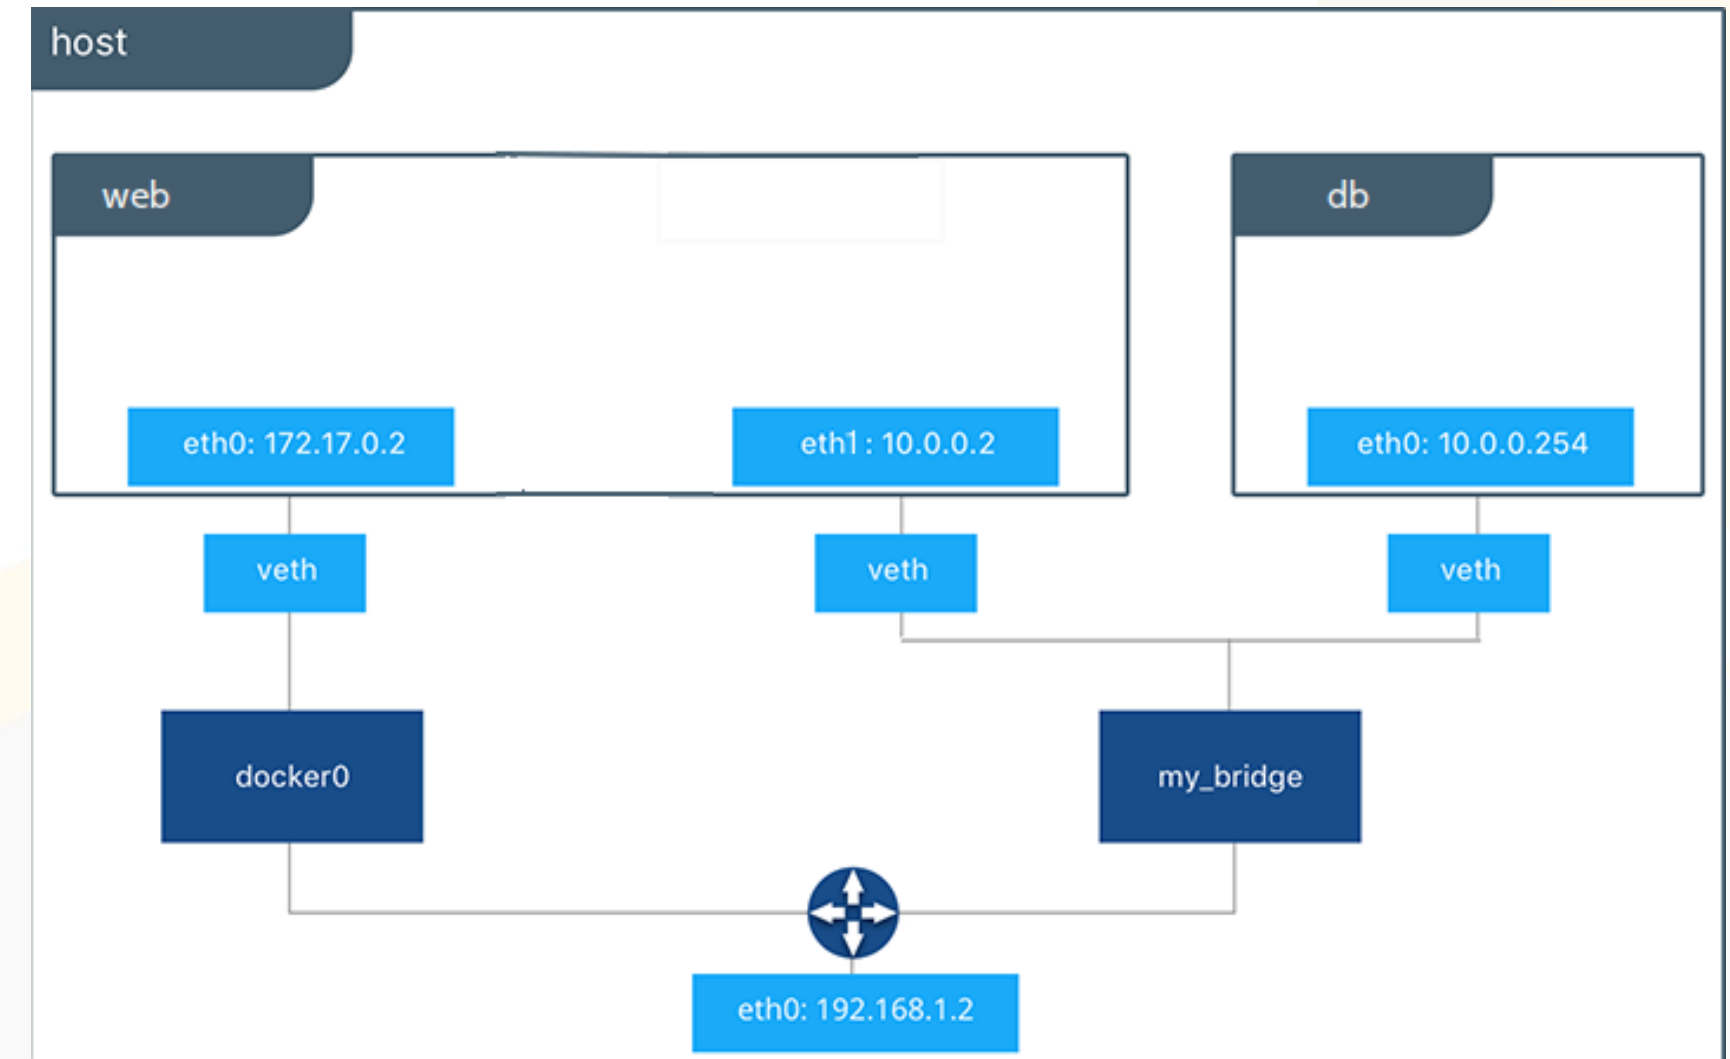 host
web
db
eth0: 172.17.0.2
eth1 : 10.0.0.2
eth0: 10.0.0.254
veth
veth
veth
docker0
my_bridge
eth0: 192.168.1.2